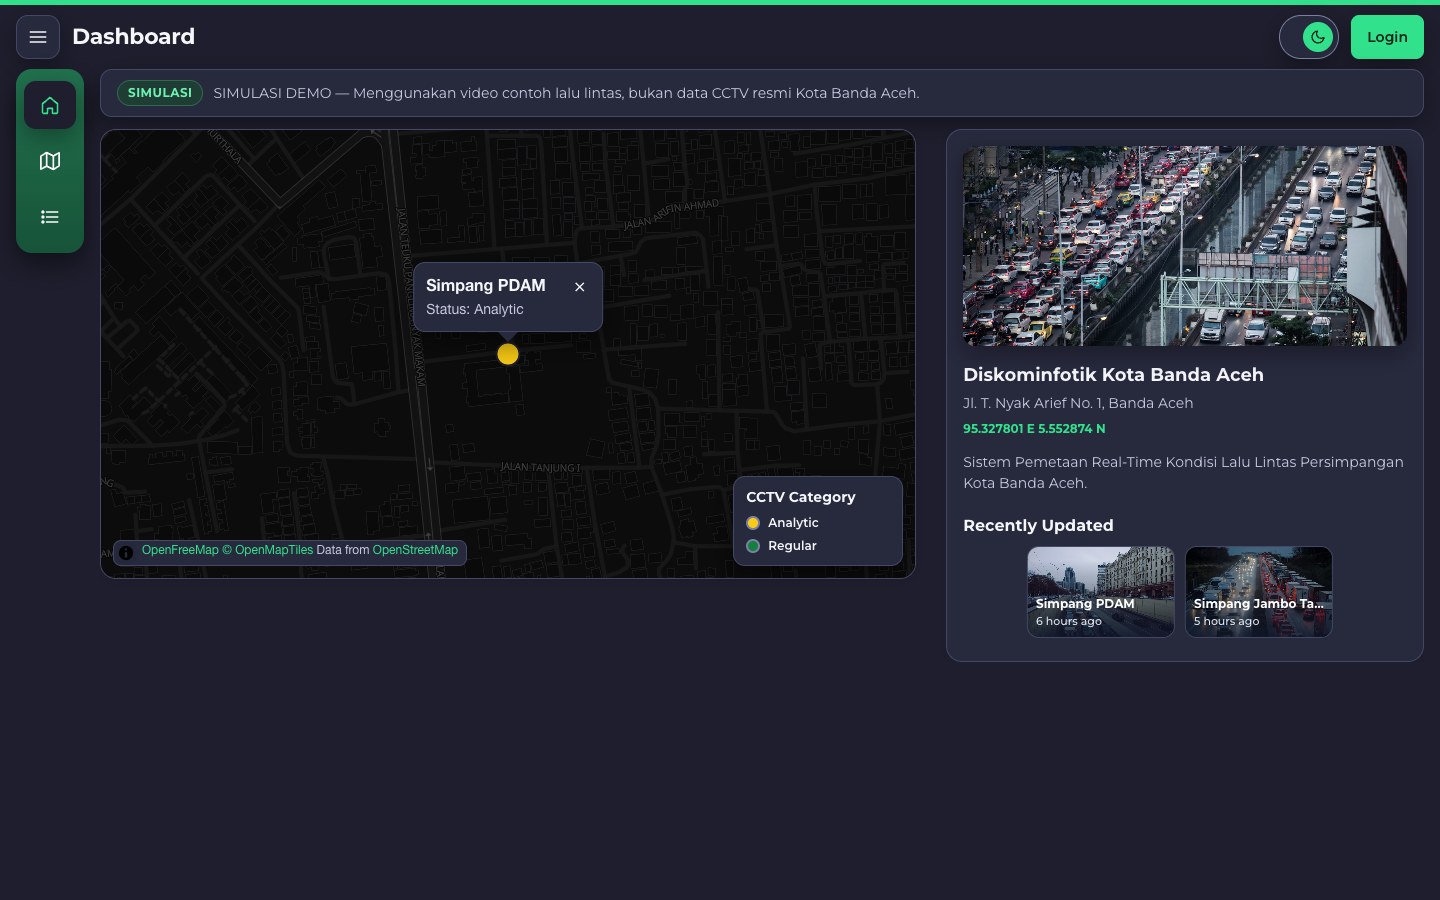 Dashboard
Login
SIMULASI
SIMULASI DEMO — Menggunakan video contoh lalu lintas, bukan data CCTV resmi Kota Banda Aceh.
JALAN ARIFIN AHMAD
Simpang PDAM
Status: Analytic
JALAN TANJUNG I
CCTV Category
Analytic
Regular
OpenFreeMap © OpenMapTiles Data from OpenStreetMap
Diskominfotik Kota Banda Aceh
Jl. T. Nyak Arief No. 1, Banda Aceh
95.327801 E 5.552874 N
Sistem Pemetaan Real-Time Kondisi Lalu Lintas Persimpangan
Kota Banda Aceh.
Recently Updated
Simpang PDAM
6 hours ago
Simpang Jambo Ta...
5 hours ago